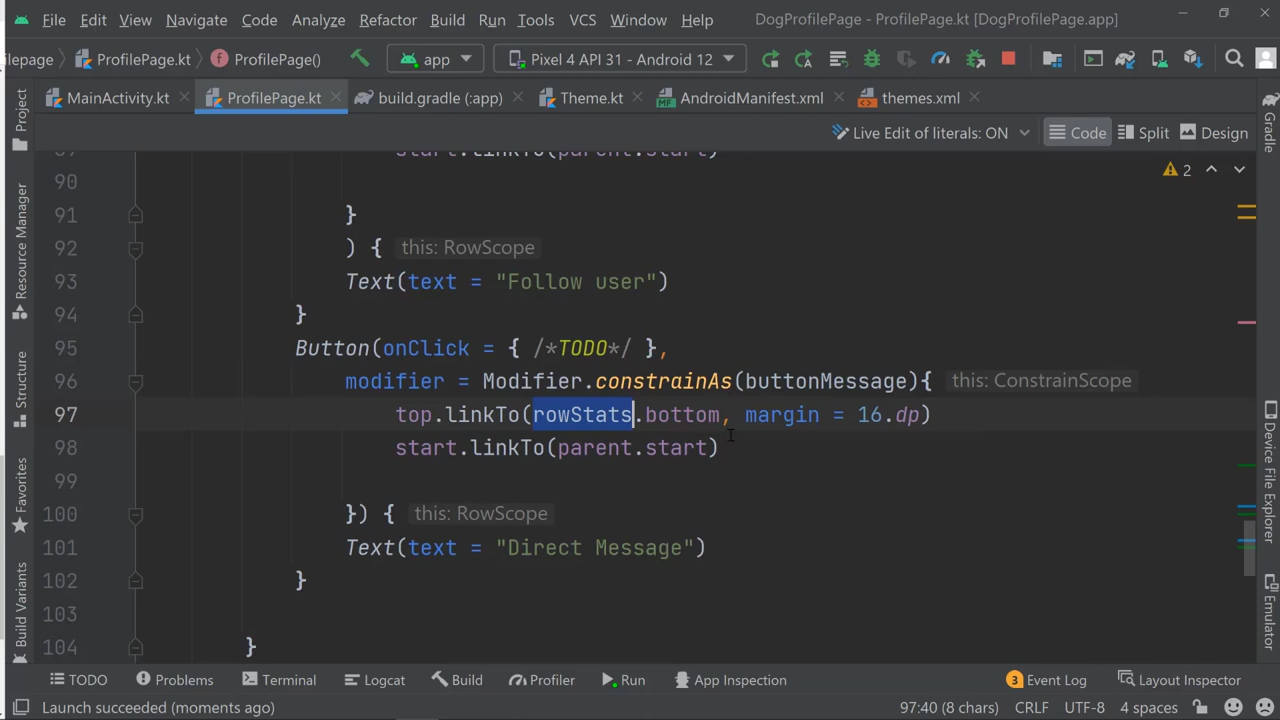 File Edit View Navigate Code Analyze Refactor Build Run Tools VCS Window Help DogProfilePage - ProfilePage.kt [DogProfilePage.app]
ilepage ProfilePage.kt ProfilePage() app Pixel 4 API 31 - Android 12
MainActivity.kt ProfilePage.kt build.gradle (:app) Theme.kt AndroidManifest.xml themes.xml
Live Edit of literals: ON Code Split Design
start.linkTo(parent.start)
2
90
91 }
92 ) { this: RowScope
93 Text(text = "Follow user")
94 }
95 Button(onClick = { /*TODO*/ },
96 modifier = Modifier.constrainAs(buttonMessage){ this: ConstrainScope
97 top.linkTo(rowStats.bottom, margin = 16.dp)
98 start.linkTo(parent.start)
99
100 }) { this: RowScope
101 Text(text = "Direct Message")
102 }
103
104 }
Project
Resource Manager
Structure
Favorites
Build Variants
Gradle
Device File Explorer
Emulator
TODO Problems Terminal Logcat Build Profiler Run App Inspection 3 Event Log Layout Inspector
Launch succeeded (moments ago) 97:40 (8 chars) CRLF UTF-8 4 spaces